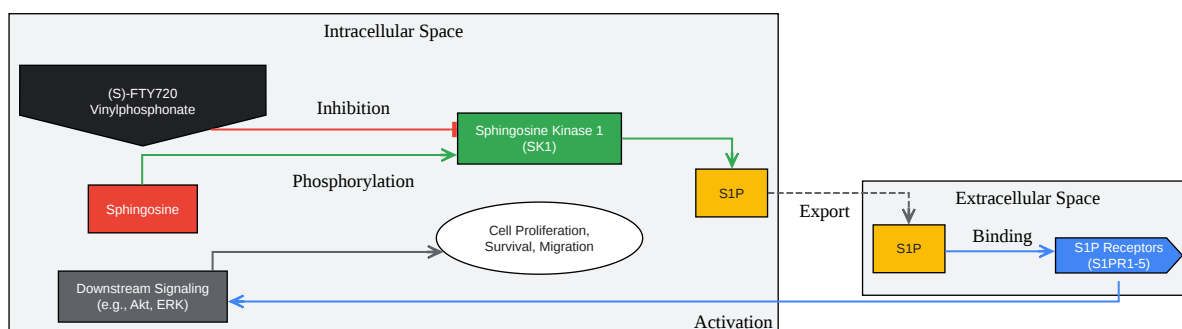 Intracellular Space
(S)-FTY720
Vinylphosphonate
Inhibition
Sphingosine Kinase 1
(SK1)
Phosphorylation
Sphingosine
S1P
Export
Extracellular Space
S1P
Binding
S1P Receptors
(S1PR1-5)
Cell Proliferation,
Survival, Migration
Downstream Signaling
(e.g., Akt, ERK)
Activation